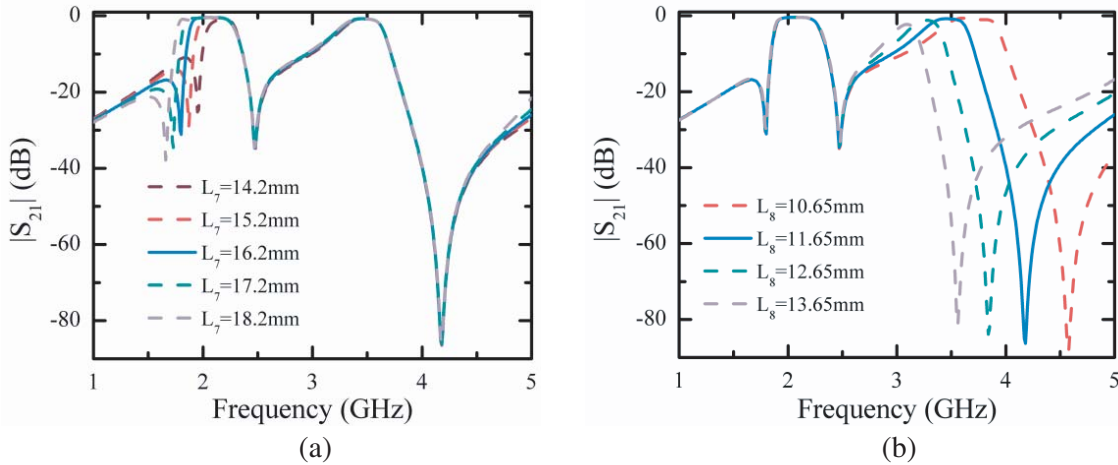 0
-20
-40
-60
-80
|S21| (dB)
L7=14.2mm
L7=15.2mm
L7=16.2mm
L7=17.2mm
L7=18.2mm
1 2 3 4 5
Frequency (GHz)
(a)
0
-20
-40
-60
-80
|S21| (dB)
L8=10.65mm
L8=11.65mm
L8=12.65mm
L8=13.65mm
1 2 3 4 5
Frequency (GHz)
(b)